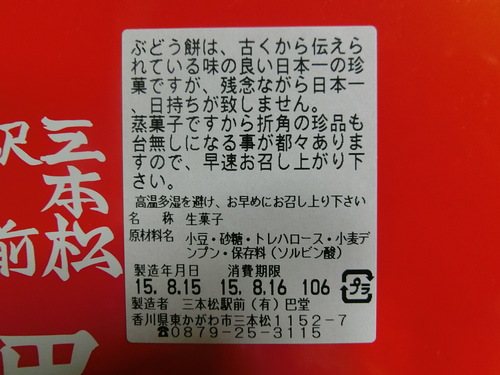 ぶどう餅は、古くから伝えら
れている味の良い日本一の珍
菓ですが、残念ながら日本一
、日持ちが致しません。
蒸菓子ですから折角の珍品も
台無しになる事が都々ありま
すので、早速お召し上がり下
さい。
高温多湿を避け、お早めにお召し上り下さい
名　称　生菓子
原材料名　小豆・砂糖・トレハロース・小麦デ
ンプン・保存料(ソルビン酸)
製造年月日　消費期限
15. 8.15　15. 8.16　106　プラ
製造者　三本松駅前(有)巴堂
香川県東かがわ市三本松1152-7
☎0879-25-3115
三本松
駅前